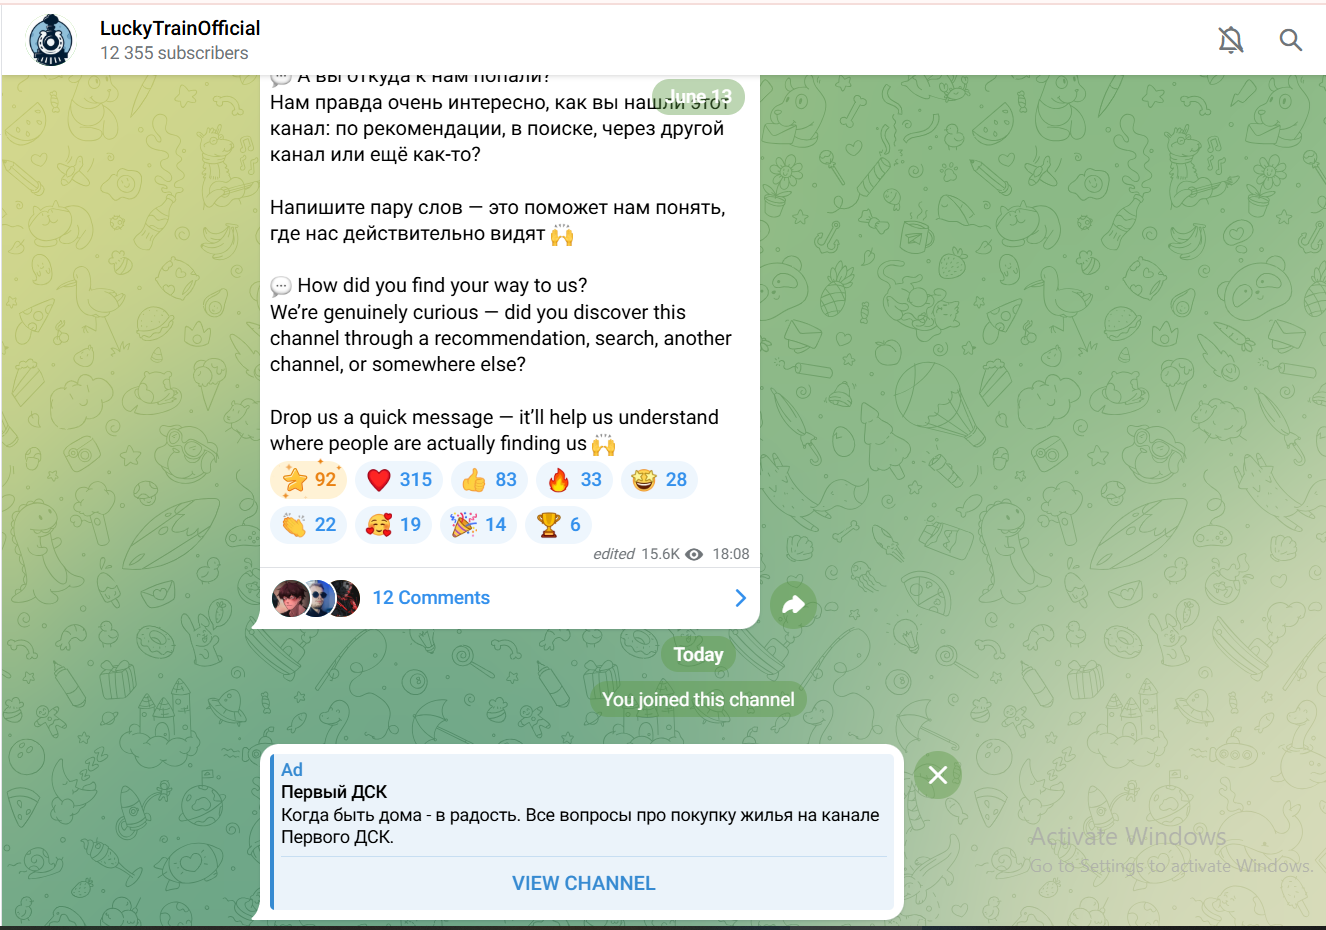 LuckyTrainOfficial
12 355 subscribers
А вы откуда к нам попали?
June 13
Нам правда очень интересно, как вы нашли этот
канал: по рекомендации, в поиске, через другой
канал или ещё как-то?
Напишите пару слов — это поможет нам понять,
где нас действительно видят 🙌
💬 How did you find your way to us?
We’re genuinely curious — did you discover this
channel through a recommendation, search, another
channel, or somewhere else?
Drop us a quick message — it’ll help us understand
where people are actually finding us 🙌
92 315 83 33 28
22 19 14 6
edited 15.6K 18:08
12 Comments
Today
You joined this channel
Ad
Первый ДСК
Когда быть дома - в радость. Все вопросы про покупку жилья на канале
Первого ДСК.
VIEW CHANNEL
Activate Windows
Go to Settings to activate Windows.